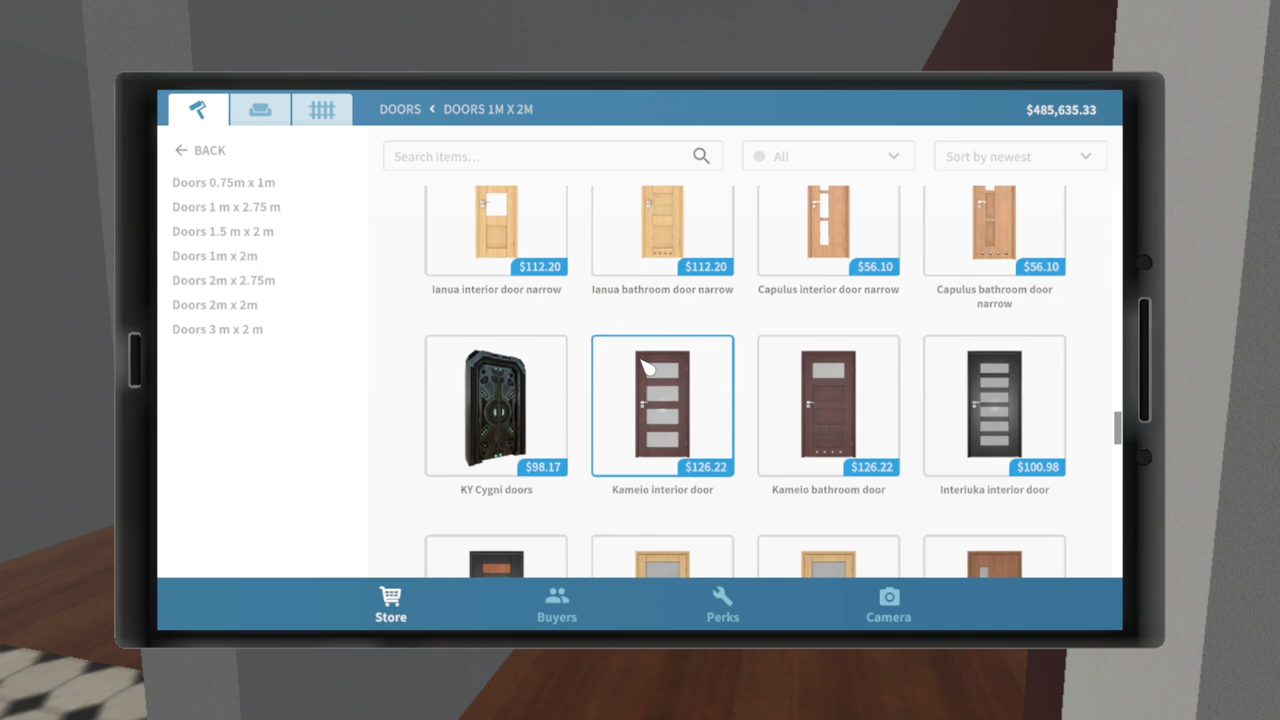 DOORS < DOORS 1M X 2M
$485,635.33
BACK
Doors 0.75m x 1m
Doors 1 m x 2.75 m
Doors 1.5 m x 2 m
Doors 1m x 2m
Doors 2m x 2.75m
Doors 2m x 2m
Doors 3 m x 2 m
Search items...
All
Sort by newest
$112.20
$112.20
$56.10
$56.10
Ianua interior door narrow
Ianua bathroom door narrow
Capulus interior door narrow
Capulus bathroom door
narrow
$98.17
$126.22
$126.22
$100.98
KY Cygni doors
Kameio interior door
Kameio bathroom door
Interiuka interior door
Store
Buyers
Perks
Camera